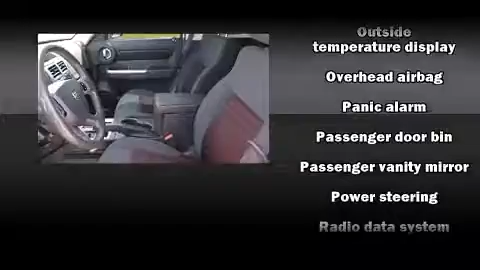 Outside
temperature display
Overhead airbag
Panic alarm
Passenger door bin
Passenger vanity mirror
Power steering
Radio data system